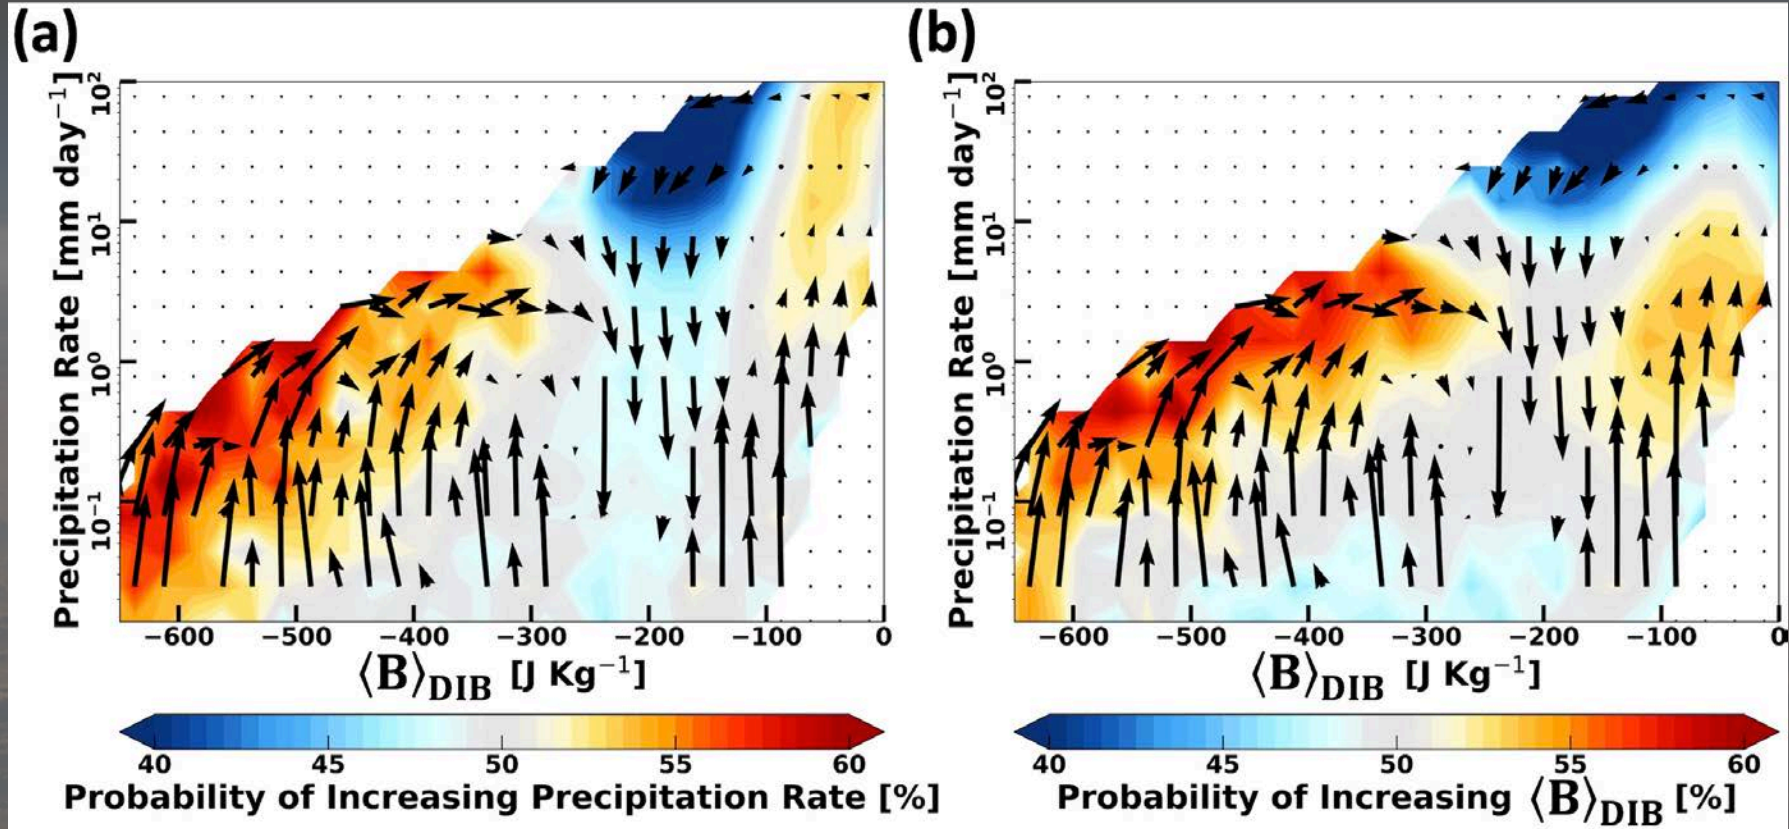 (a)
(b)
Precipitation Rate [mm day⁻¹]
10²
10¹
10⁰
10⁻¹
−600 −500 −400 −300 −200 −100 0
⟨B⟩DIB [J Kg⁻¹]
40 45 50 55 60
Probability of Increasing Precipitation Rate [%]
Precipitation Rate [mm day⁻¹]
10²
10¹
10⁰
10⁻¹
−600 −500 −400 −300 −200 −100 0
⟨B⟩DIB [J Kg⁻¹]
40 45 50 55 60
Probability of Increasing ⟨B⟩DIB [%]